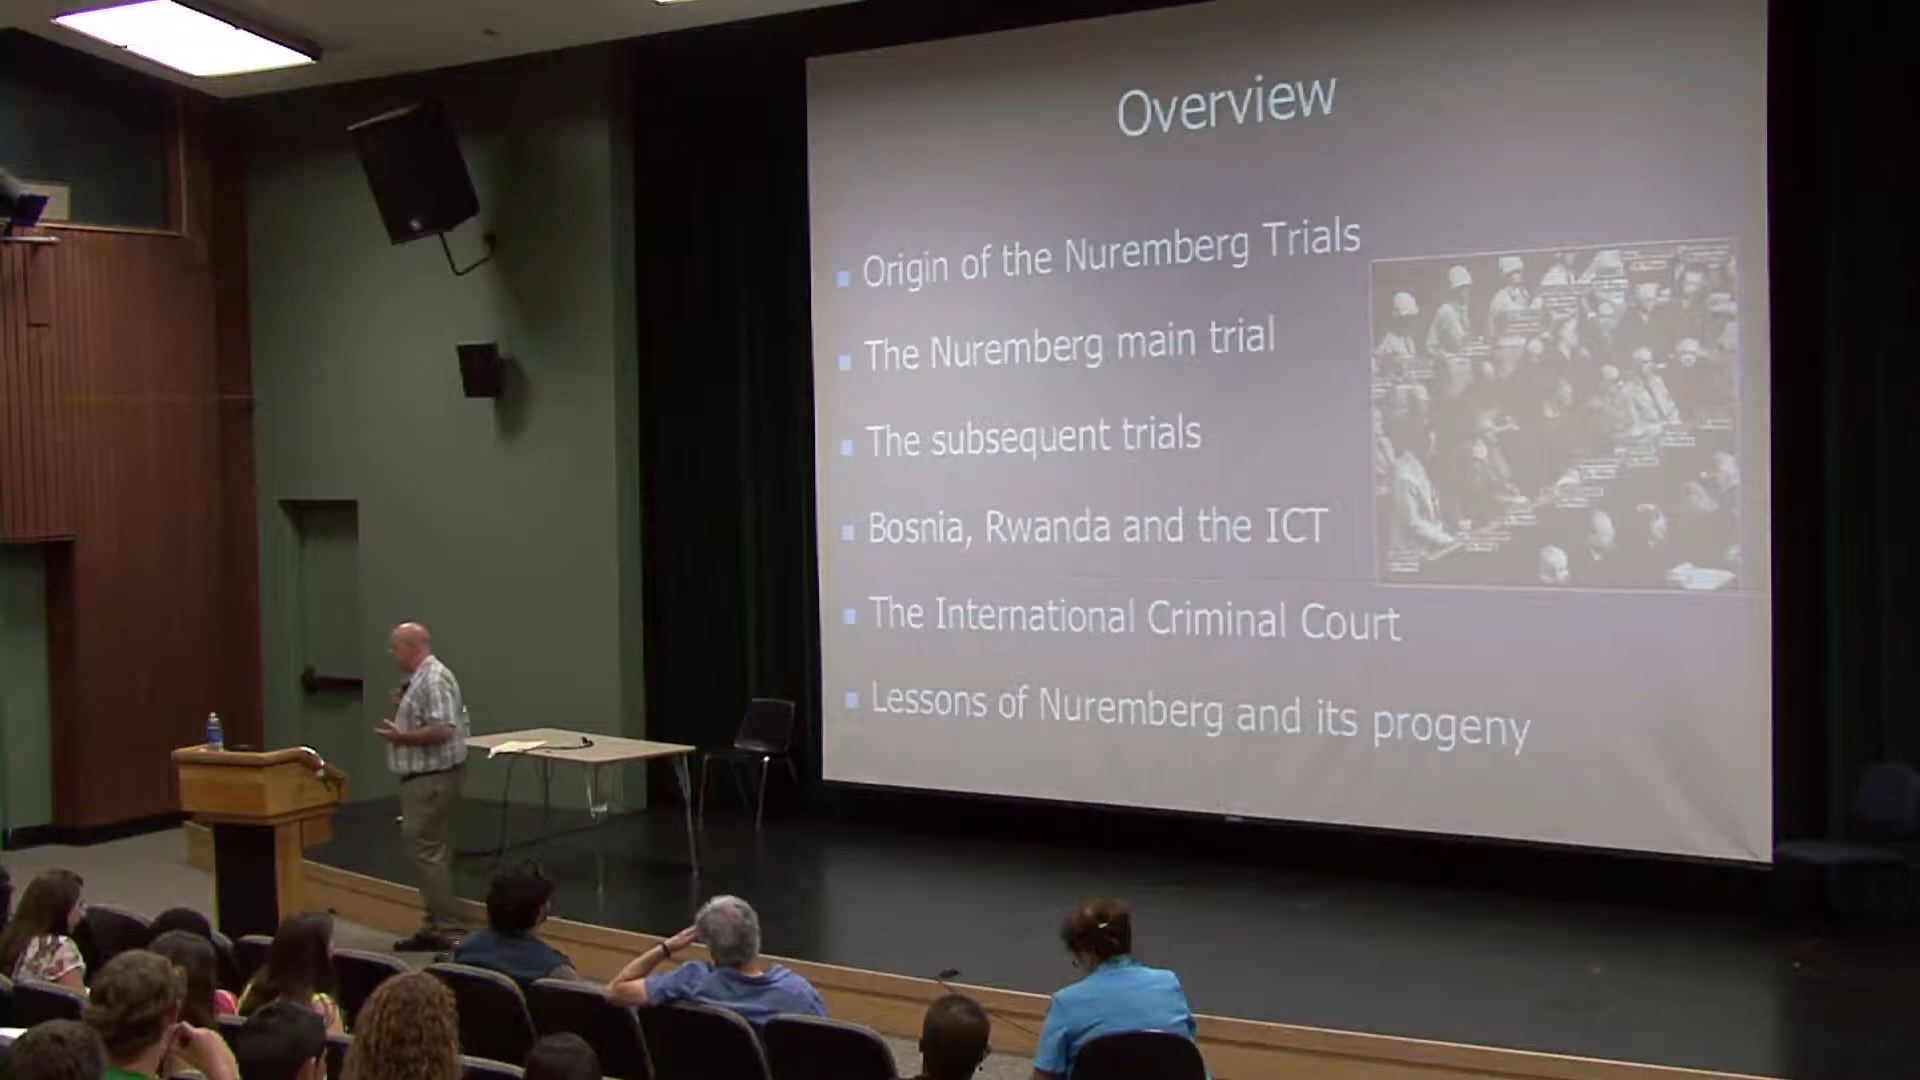 Overview
Origin of the Nuremberg Trials
The Nuremberg main trial
The subsequent trials
Bosnia, Rwanda and the ICT
The International Criminal Court
Lessons of Nuremberg and its progeny